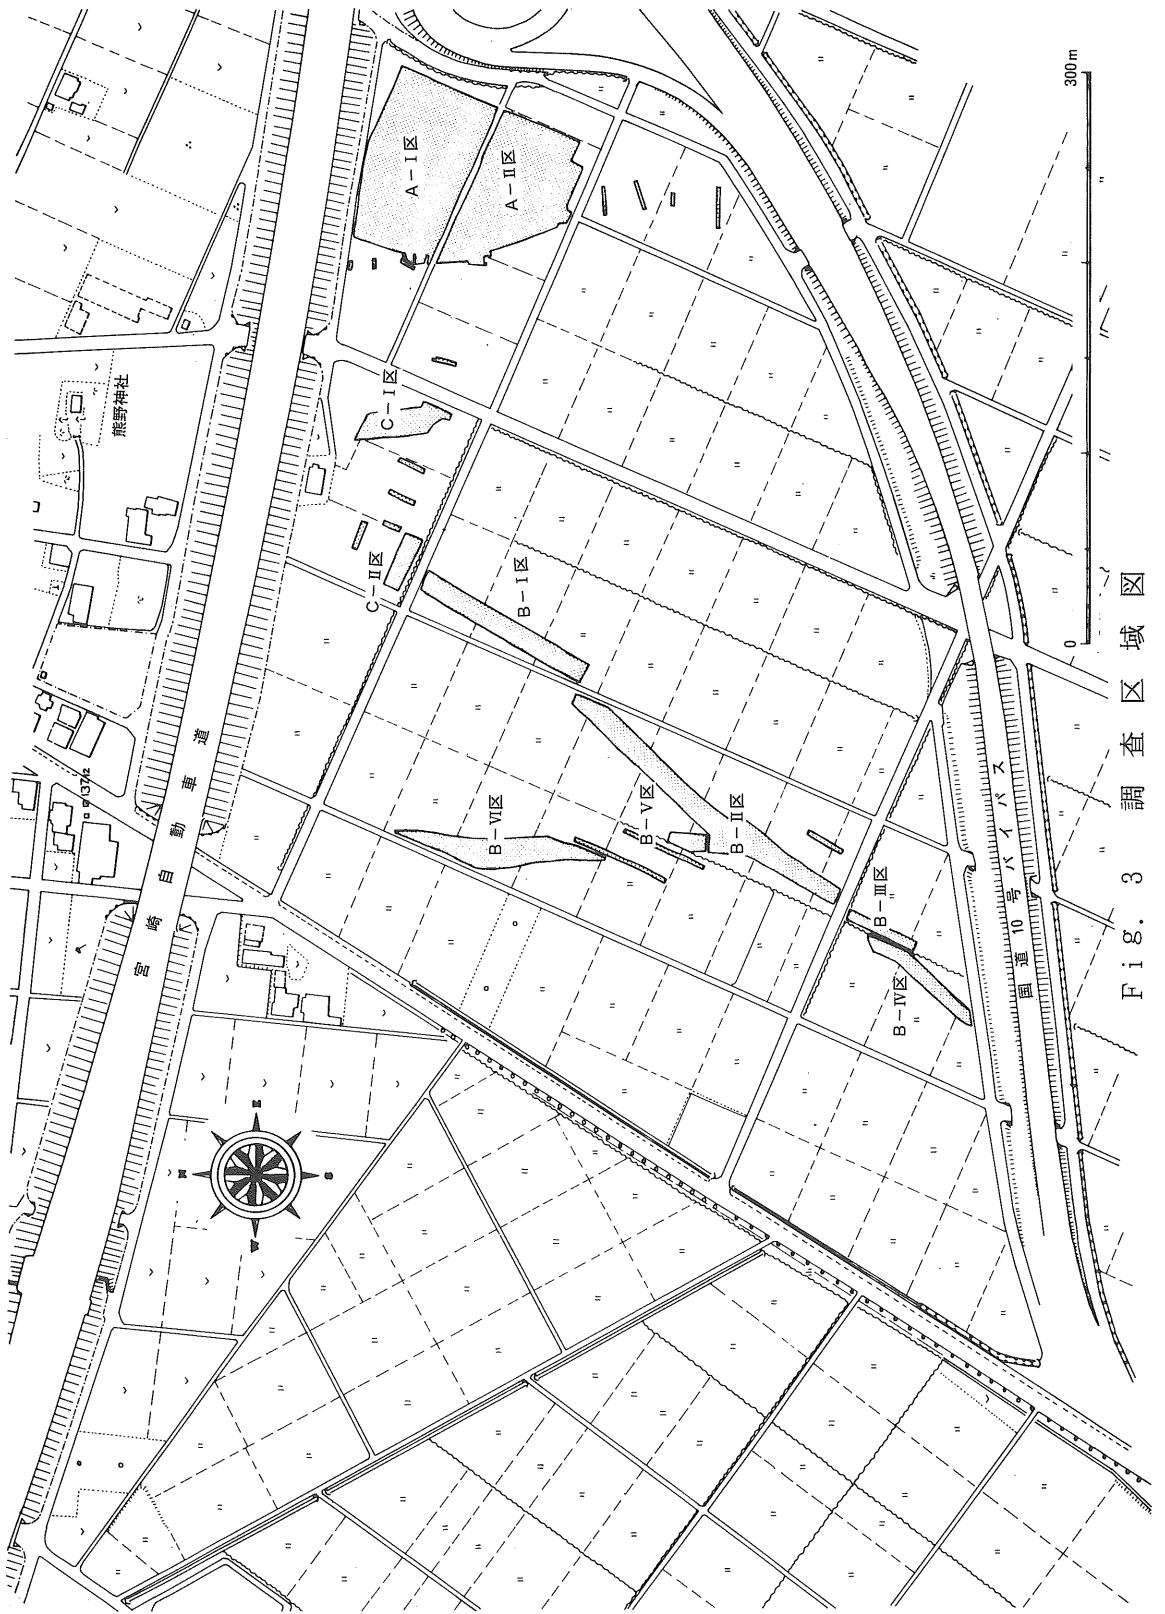 宮崎自動車道
熊野神社
137.12
A-Ⅰ区
A-Ⅱ区
C-Ⅰ区
C-Ⅱ区
B-Ⅰ区
B-Ⅵ区
B-Ⅴ区
B-Ⅱ区
B-Ⅲ区
B-Ⅳ区
国道10号バイパス
N
E
S
W
0
300m
Fig. 3 調査区域図